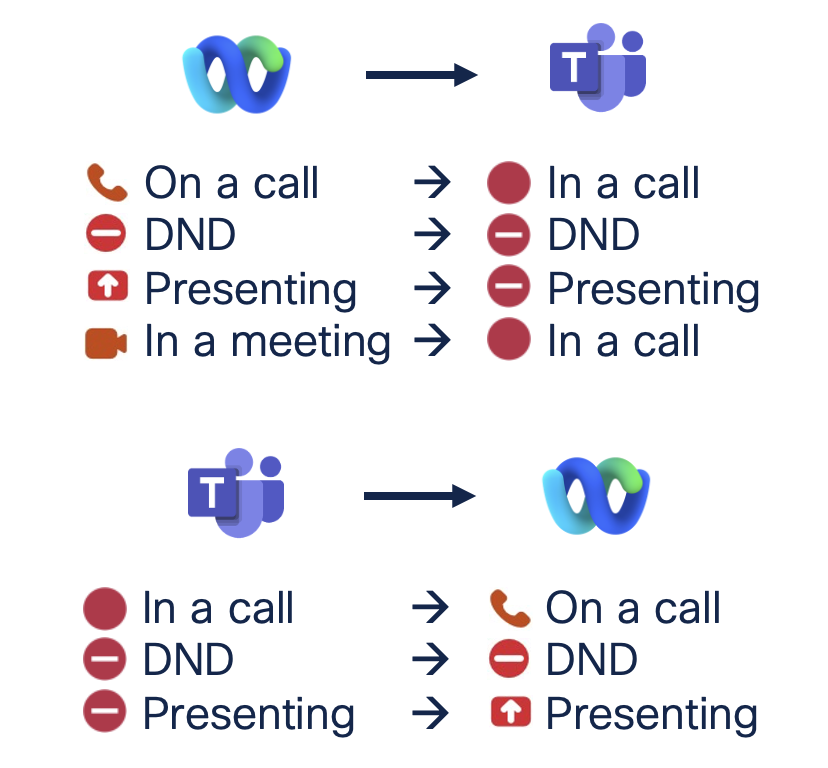 T
On a call → In a call
DND → DND
Presenting → Presenting
In a meeting → In a call
T
In a call → On a call
DND → DND
Presenting → Presenting